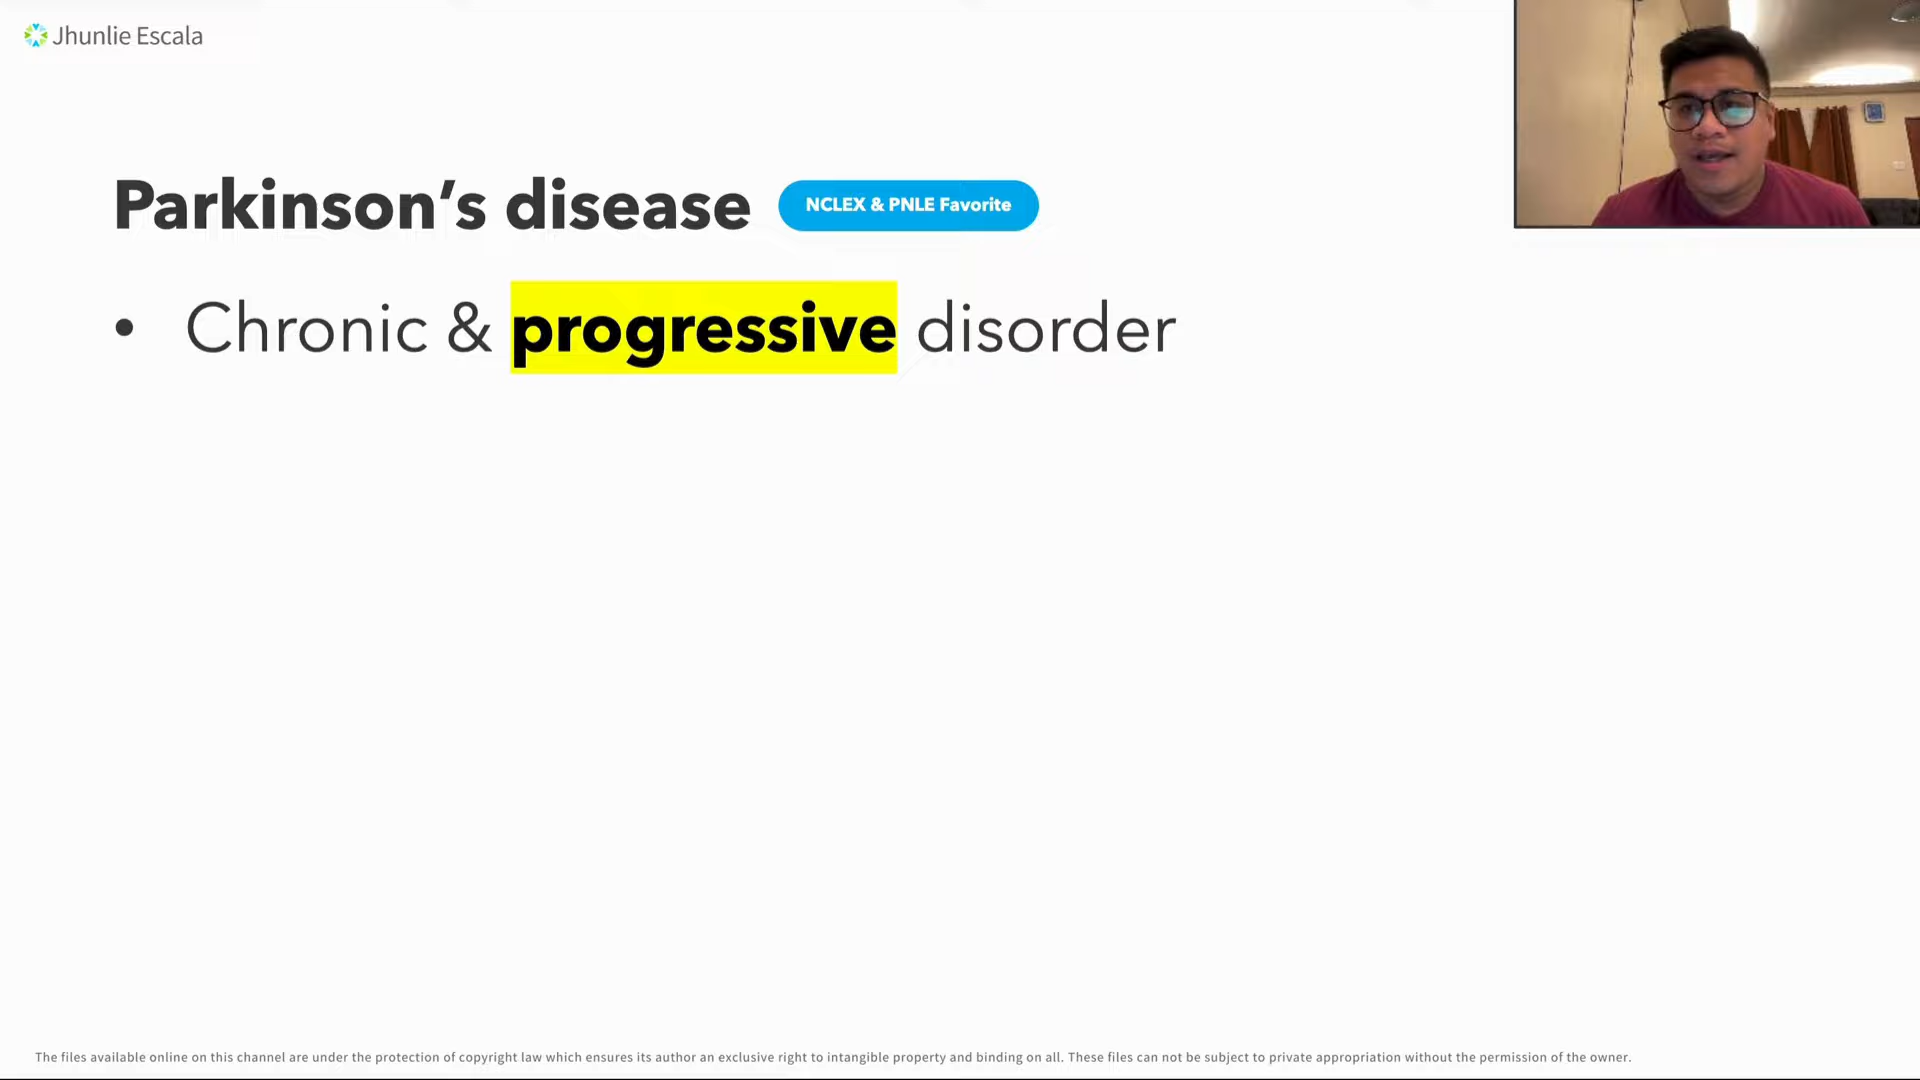 Jhunlie Escala
Parkinson’s disease
NCLEX & PNLE Favorite
• Chronic & progressive disorder
The files available online on this channel are under the protection of copyright law which ensures its author an exclusive right to intangible property and binding on all. These files can not be subject to private appropriation without the permission of the owner.